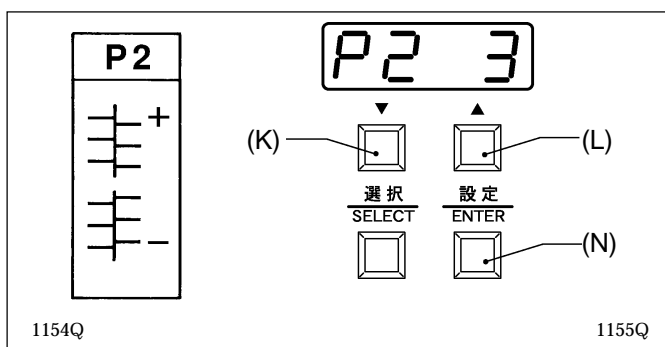 P2
+
−
P2 3
▼ ▲
(K) (L)
選択 設定
SELECT ENTER
(N)
1154Q 1155Q